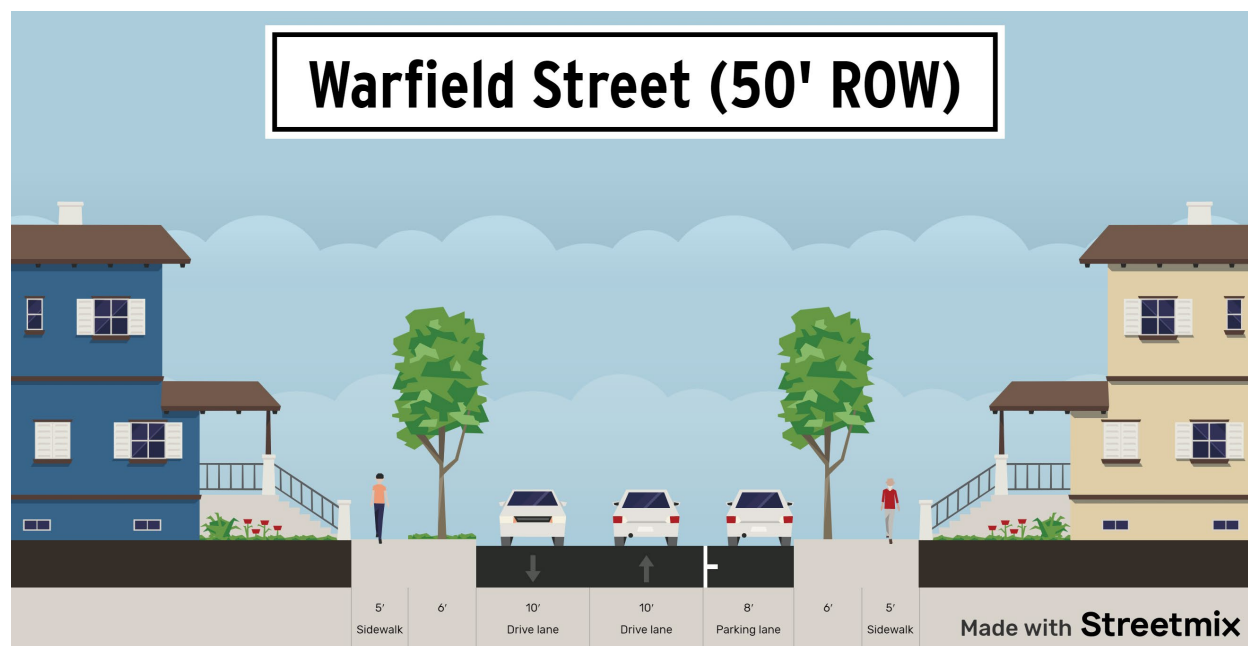 Warfield Street (50' ROW)
5' 6' 10' 10' 8' 6' 5'
Sidewalk Drive lane Drive lane Parking lane Sidewalk
Made with Streetmix